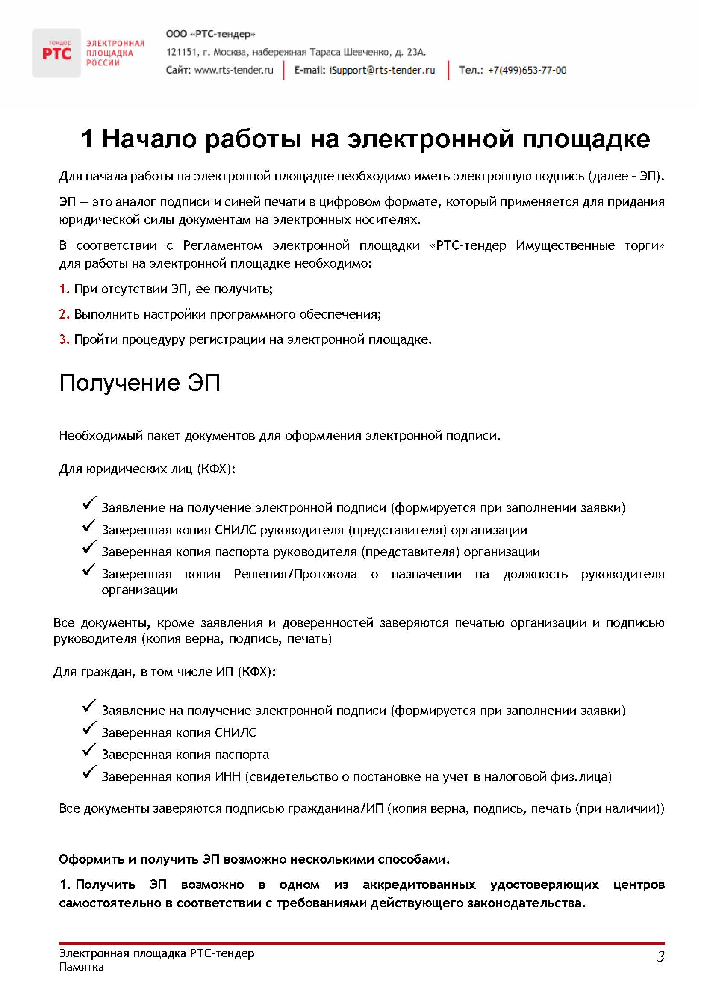 тендер
РТС
ЭЛЕКТРОННАЯ
ПЛОЩАДКА
РОССИИ
ООО «РТС-тендер»
121151, г. Москва, набережная Тараса Шевченко, д. 23А.
Сайт: www.rts-tender.ru | E-mail: iSupport@rts-tender.ru | Тел.: +7(499)653-77-00
1 Начало работы на электронной площадке
Для начала работы на электронной площадке необходимо иметь электронную подпись (далее - ЭП).
ЭП — это аналог подписи и синей печати в цифровом формате, который применяется для придания
юридической силы документам на электронных носителях.
В соответствии с Регламентом электронной площадки «РТС-тендер Имущественные торги»
для работы на электронной площадке необходимо:
1. При отсутствии ЭП, ее получить;
2. Выполнить настройки программного обеспечения;
3. Пройти процедуру регистрации на электронной площадке.
Получение ЭП
Необходимый пакет документов для оформления электронной подписи.
Для юридических лиц (КФХ):
✓ Заявление на получение электронной подписи (формируется при заполнении заявки)
✓ Заверенная копия СНИЛС руководителя (представителя) организации
✓ Заверенная копия паспорта руководителя (представителя) организации
✓ Заверенная копия Решения/Протокола о назначении на должность руководителя
организации
Все документы, кроме заявления и доверенностей заверяются печатью организации и подписью
руководителя (копия верна, подпись, печать)
Для граждан, в том числе ИП (КФХ):
✓ Заявление на получение электронной подписи (формируется при заполнении заявки)
✓ Заверенная копия СНИЛС
✓ Заверенная копия паспорта
✓ Заверенная копия ИНН (свидетельство о постановке на учет в налоговой физ.лица)
Все документы заверяются подписью гражданина/ИП (копия верна, подпись, печать (при наличии))
Оформить и получить ЭП возможно несколькими способами.
1. Получить ЭП возможно в одном из аккредитованных удостоверяющих центров
самостоятельно в соответствии с требованиями действующего законодательства.
Электронная площадка РТС-тендер
Памятка
3